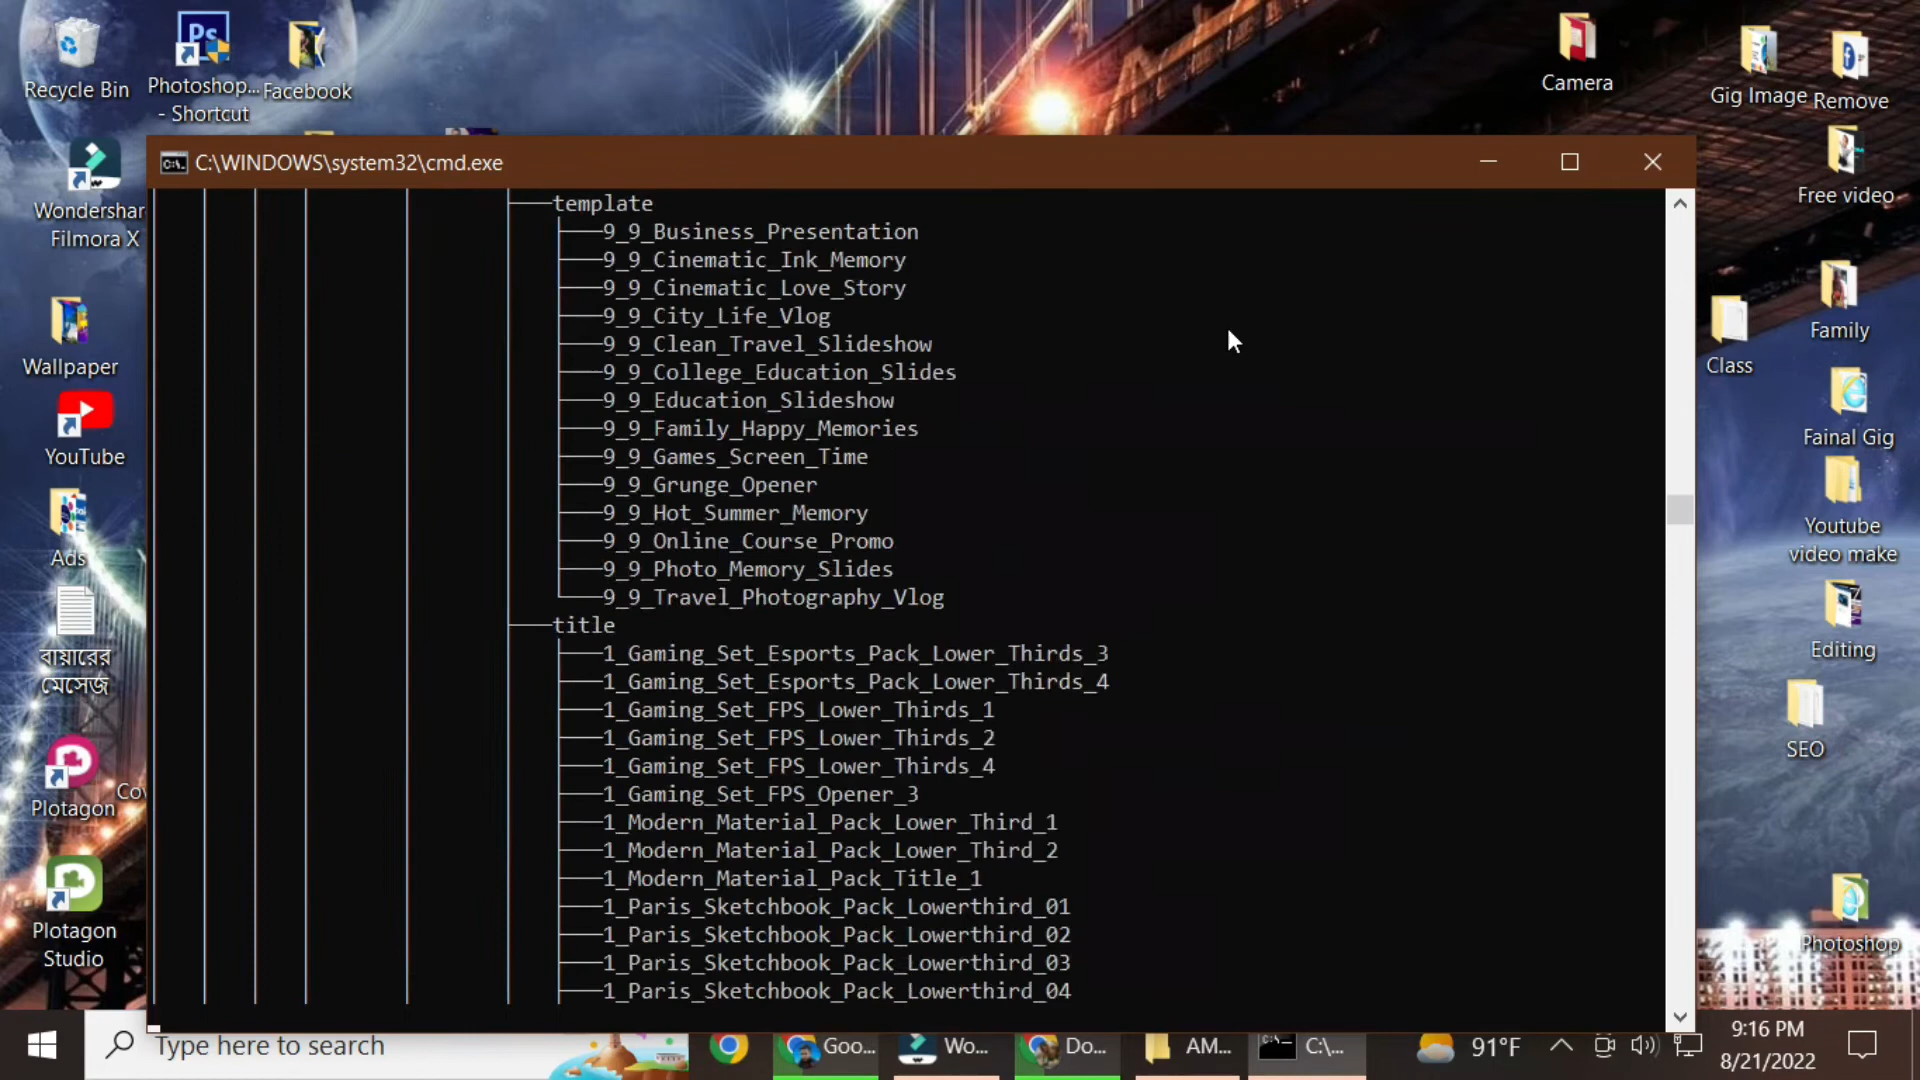 Recycle Bin
Photoshop...
- Shortcut
Facebook
Camera
Gig Image
Remove
C:\WINDOWS\system32\cmd.exe
Wondershar
Filmora X
Free video
template
9_9_Business_Presentation
9_9_Cinematic_Ink_Memory
9_9_Cinematic_Love_Story
9_9_City_Life_Vlog
9_9_Clean_Travel_Slideshow
9_9_College_Education_Slides
9_9_Education_Slideshow
9_9_Family_Happy_Memories
9_9_Games_Screen_Time
9_9_Grunge_Opener
9_9_Hot_Summer_Memory
9_9_Online_Course_Promo
9_9_Photo_Memory_Slides
9_9_Travel_Photography_Vlog
title
1_Gaming_Set_Esports_Pack_Lower_Thirds_3
1_Gaming_Set_Esports_Pack_Lower_Thirds_4
1_Gaming_Set_FPS_Lower_Thirds_1
1_Gaming_Set_FPS_Lower_Thirds_2
1_Gaming_Set_FPS_Lower_Thirds_4
1_Gaming_Set_FPS_Opener_3
1_Modern_Material_Pack_Lower_Third_1
1_Modern_Material_Pack_Lower_Third_2
1_Modern_Material_Pack_Title_1
1_Paris_Sketchbook_Pack_Lowerthird_01
1_Paris_Sketchbook_Pack_Lowerthird_02
1_Paris_Sketchbook_Pack_Lowerthird_03
1_Paris_Sketchbook_Pack_Lowerthird_04
Wallpaper
YouTube
Ads
বায়ারের
মেসেজ
Plotagon
Cov
Plotagon
Studio
Class
Family
Fainal Gig
Youtube
video make
Editing
SEO
Photoshop
Type here to search
Goo...
Wo...
Do...
AM...
C:\...
91°F
9:16 PM
8/21/2022